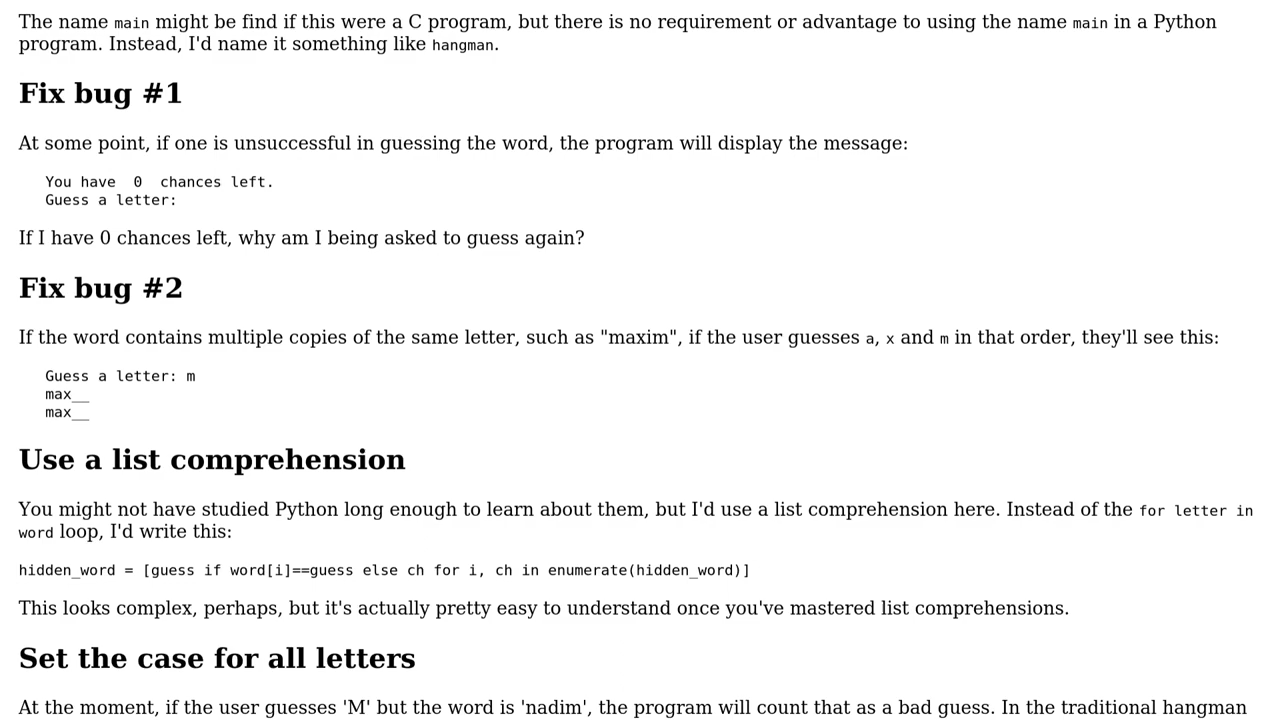 The name main might be find if this were a C program, but there is no requirement or advantage to using the name main in a Python
program. Instead, I'd name it something like hangman.
Fix bug #1
At some point, if one is unsuccessful in guessing the word, the program will display the message:
You have  0  chances left.
Guess a letter:
If I have 0 chances left, why am I being asked to guess again?
Fix bug #2
If the word contains multiple copies of the same letter, such as "maxim", if the user guesses a, x and m in that order, they'll see this:
Guess a letter: m
max__
max__
Use a list comprehension
You might not have studied Python long enough to learn about them, but I'd use a list comprehension here. Instead of the for letter in
word loop, I'd write this:
hidden_word = [guess if word[i]==guess else ch for i, ch in enumerate(hidden_word)]
This looks complex, perhaps, but it's actually pretty easy to understand once you've mastered list comprehensions.
Set the case for all letters
At the moment, if the user guesses 'M' but the word is 'nadim', the program will count that as a bad guess. In the traditional hangman